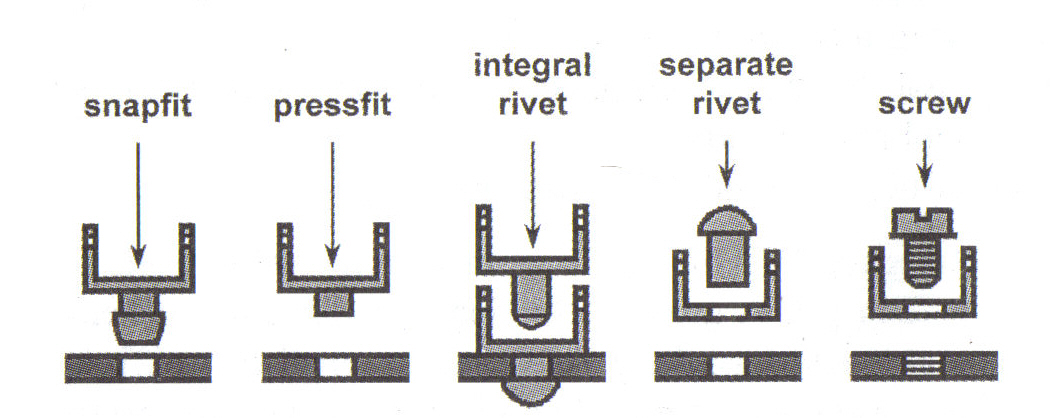 snapfit
pressfit
integral
rivet
separate
rivet
screw